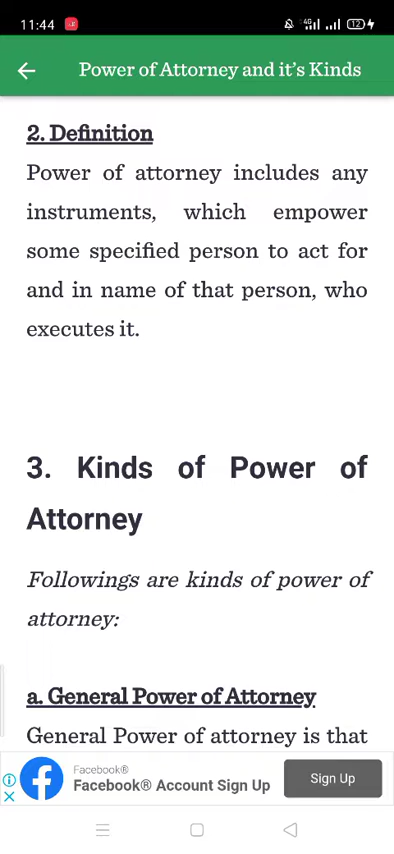 11:44
4G
12
Power of Attorney and it's Kinds
2. Definition
Power of attorney includes any
instruments, which empower
some specified person to act for
and in name of that person, who
executes it.
3. Kinds of Power of
Attorney
Followings are kinds of power of
attorney:
a. General Power of Attorney
General Power of attorney is that
Facebook®
Facebook® Account Sign Up
Sign Up